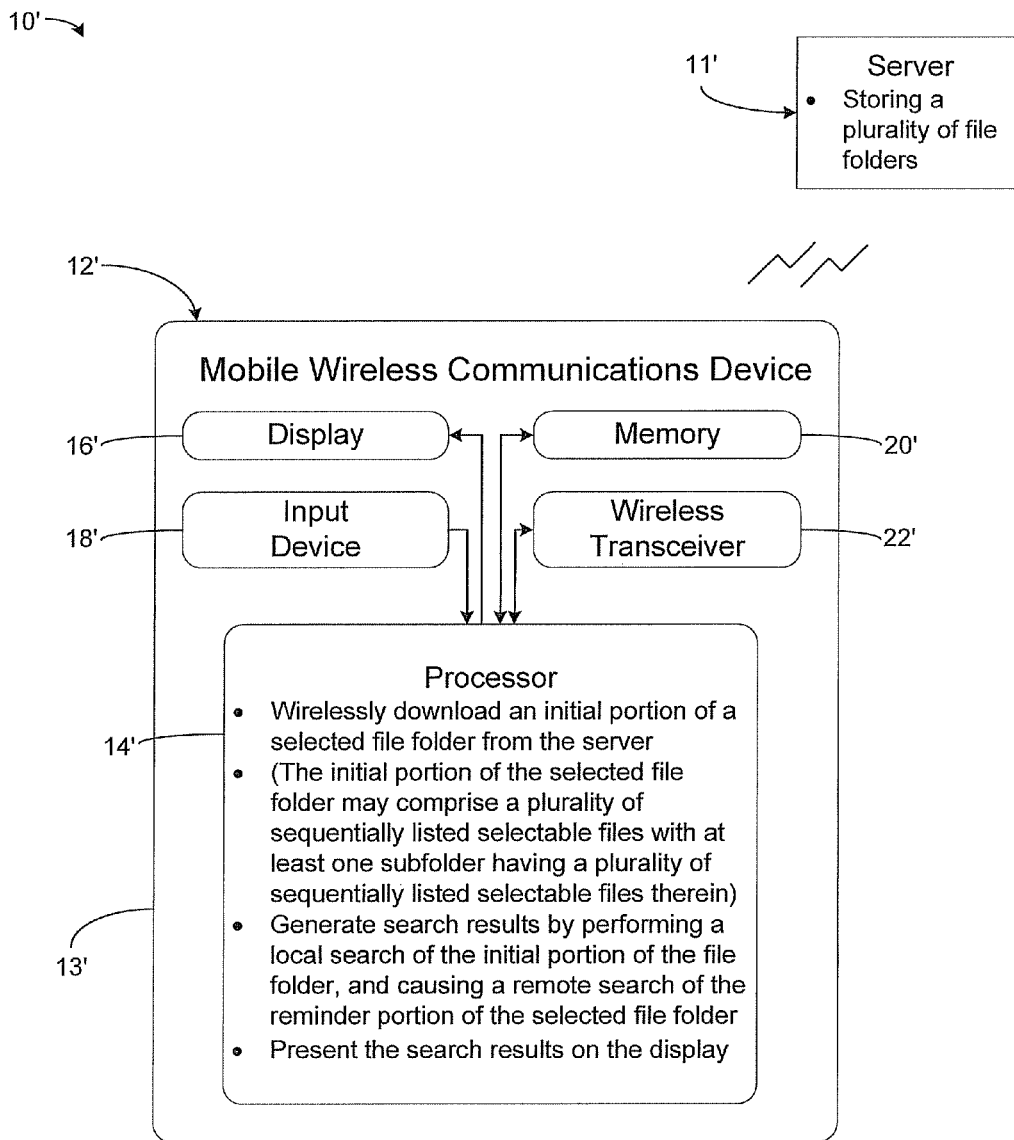 10'
11'
Server
• Storing a
plurality of file
folders
12'
Mobile Wireless Communications Device
16'
Display
Memory
20'
18'
Input
Device
Wireless
Transceiver
22'
Processor
• Wirelessly download an initial portion of a
selected file folder from the server
14'
• (The initial portion of the selected file
folder may comprise a plurality of
sequentially listed selectable files with at
least one subfolder having a plurality of
sequentially listed selectable files therein)
• Generate search results by performing a
local search of the initial portion of the file
folder, and causing a remote search of the
reminder portion of the selected file folder
13'
• Present the search results on the display